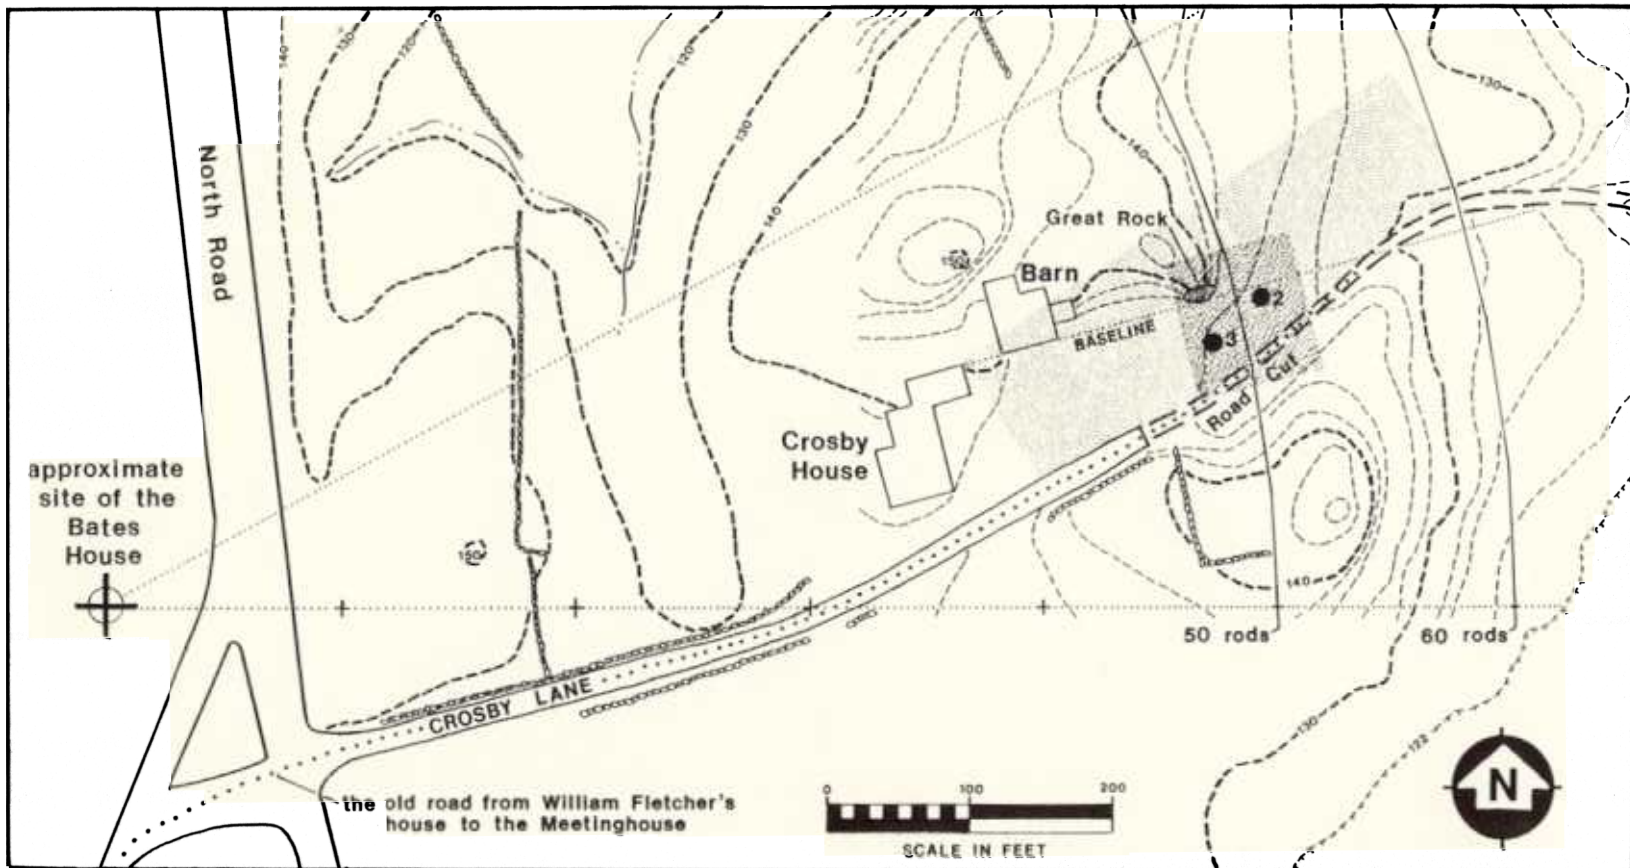 140
130
120
120
130
130
140
140
North Road
Great Rock
150
Barn
2
BASELINE
3
Road Cut
Crosby
House
approximate
site of the
Bates
House
150
140
50 rods
60 rods
CROSBY LANE
130
122
the old road from William Fletcher's
house to the Meetinghouse
0 100 200
SCALE IN FEET
N